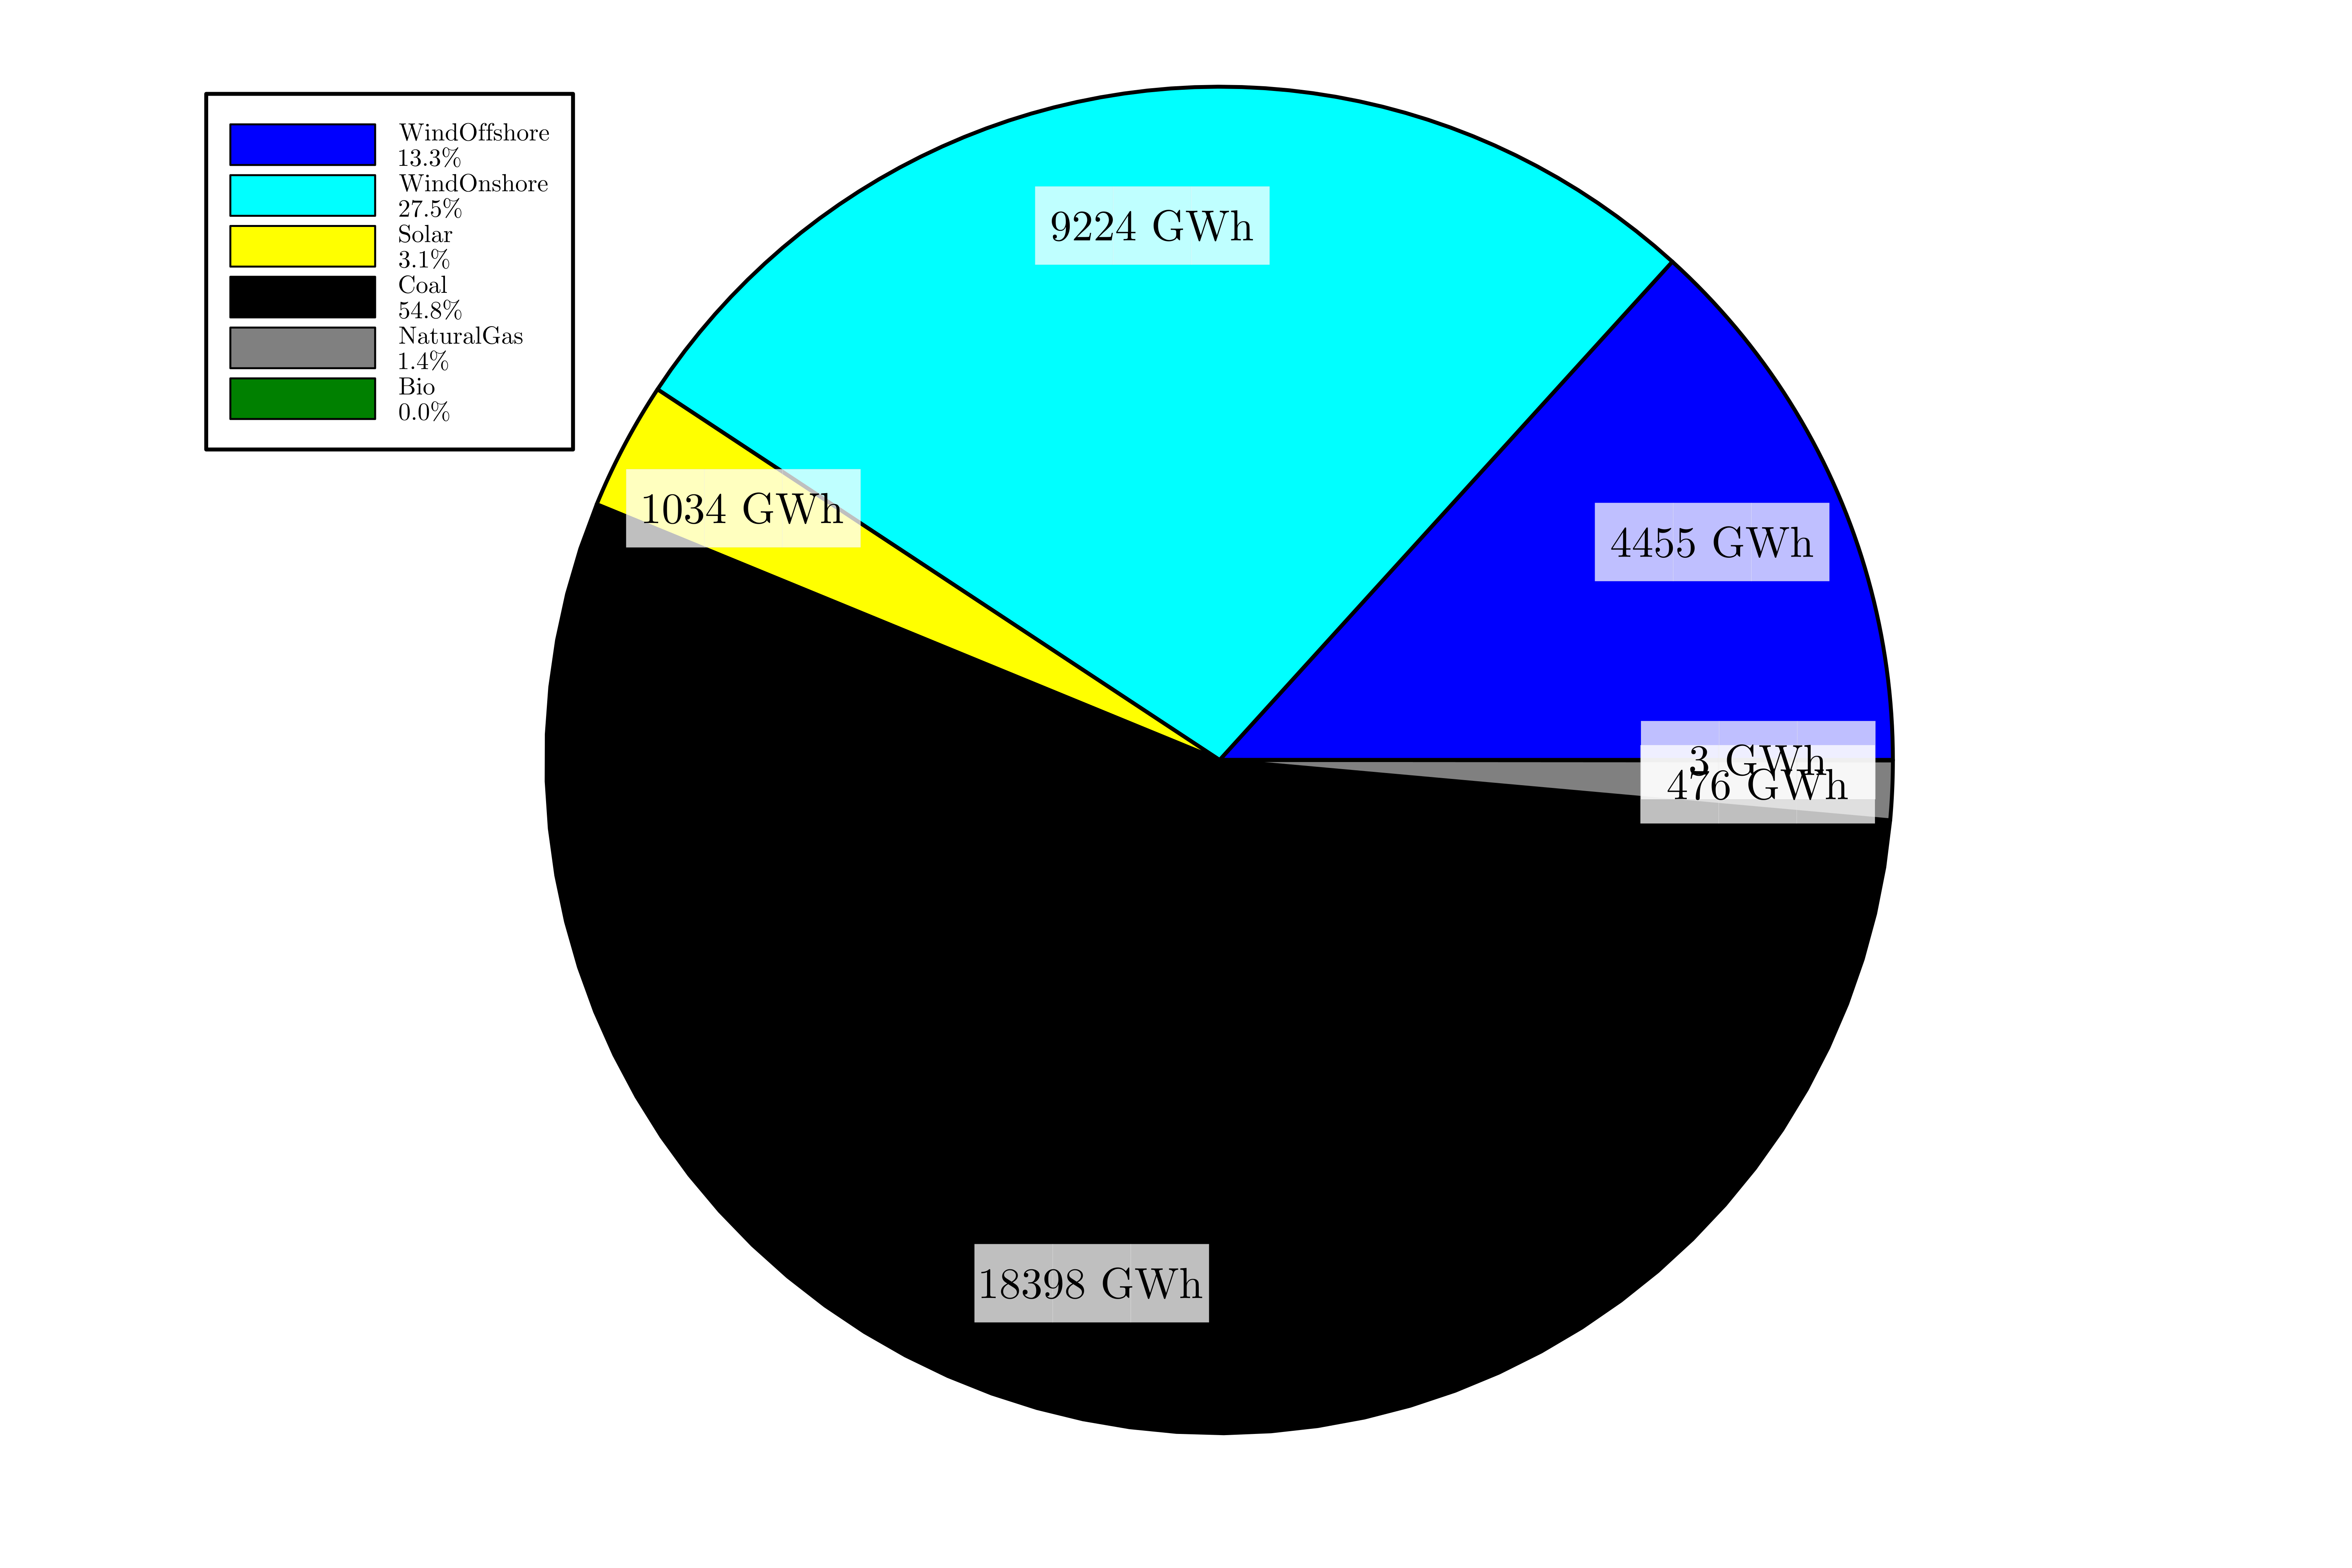 WindOffshore
13.3%
WindOnshore
27.5%
Solar
3.1%
Coal
54.8%
NaturalGas
1.4%
Bio
0.0%
9224 GWh
1034 GWh
4455 GWh
3 GWh
476 GWh
18398 GWh